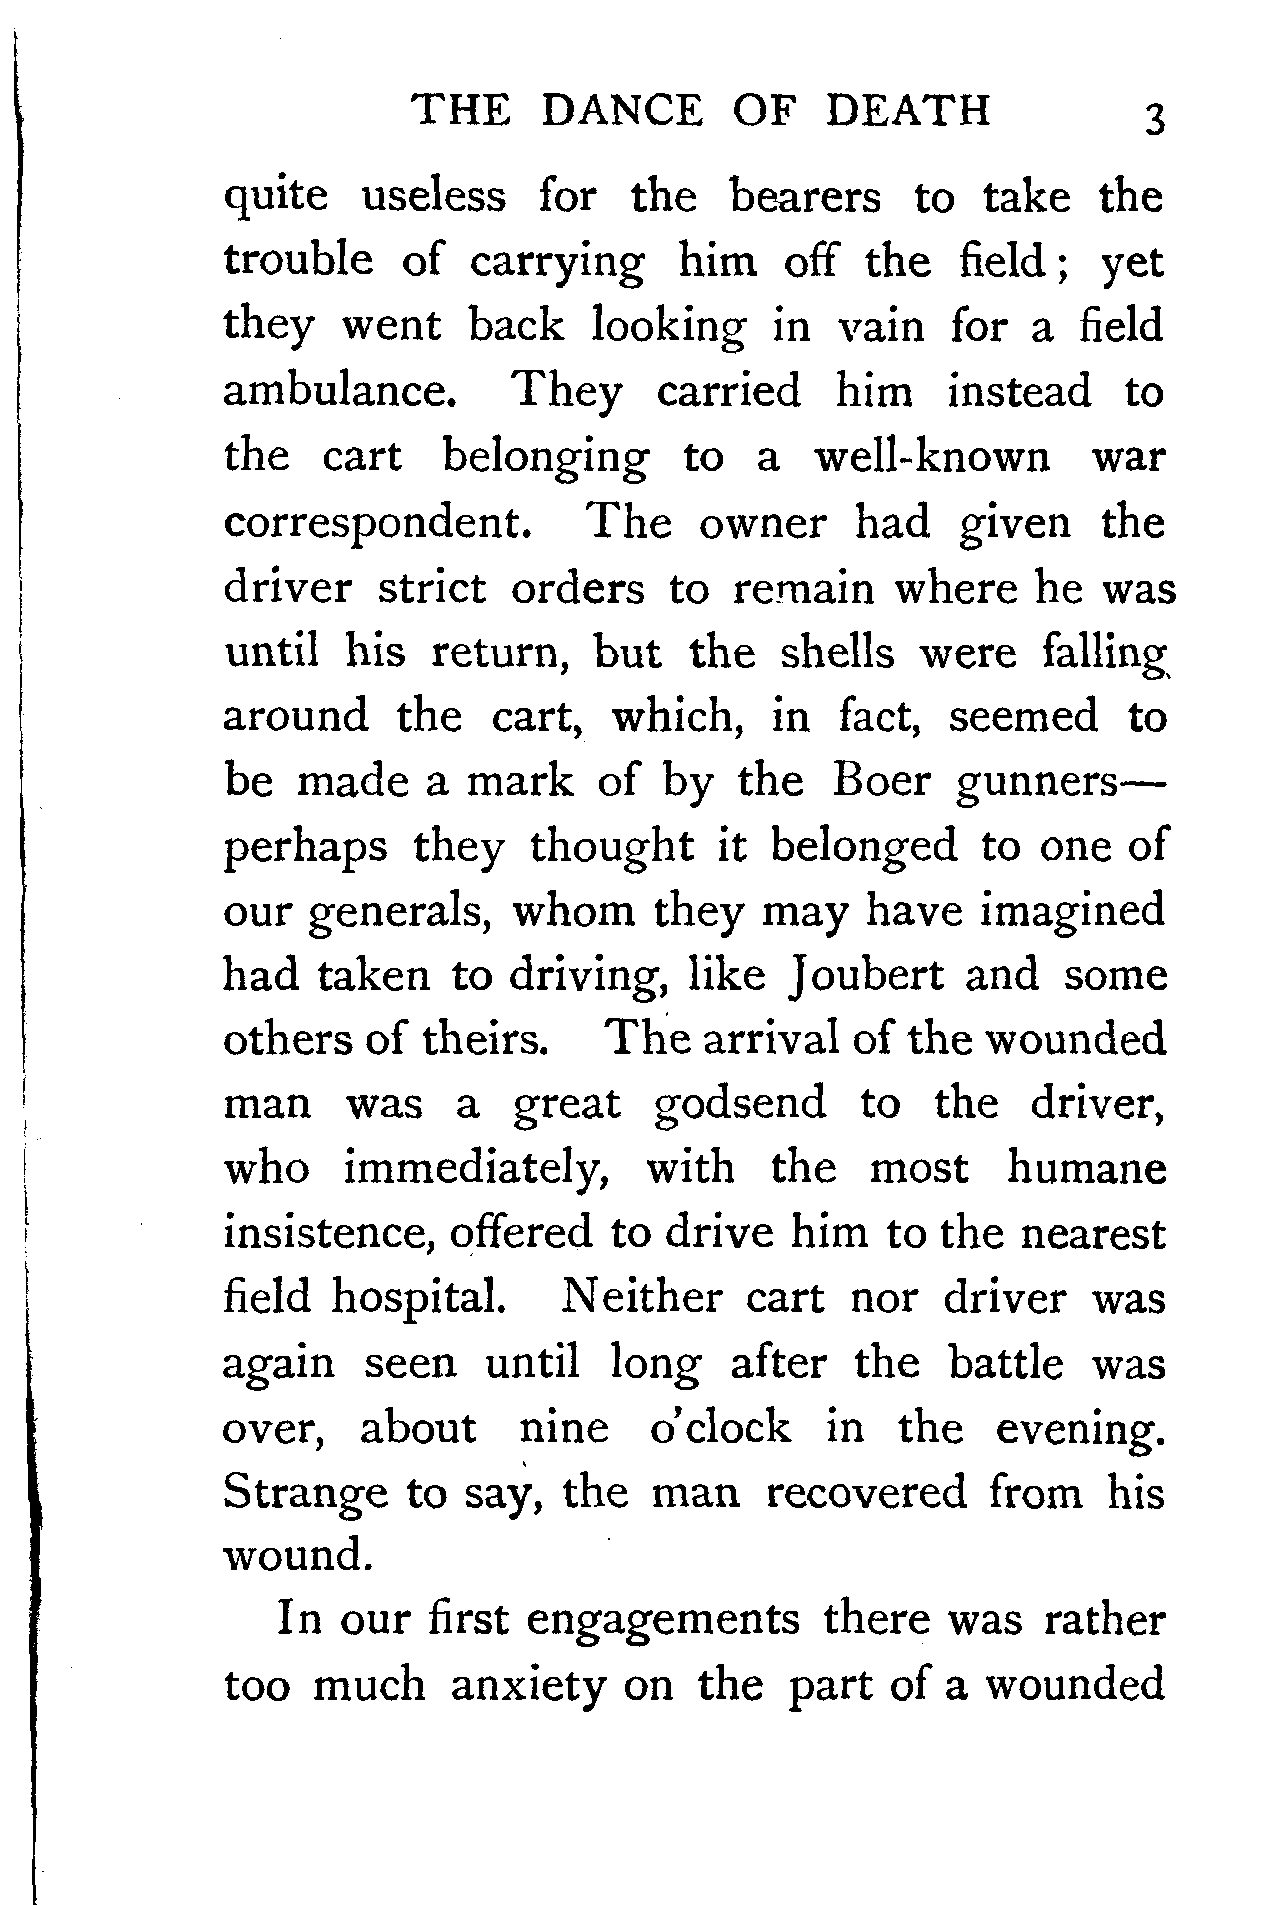 THE DANCE OF DEATH 3
quite useless for the bearers to take the
trouble of carrying him off the field ; yet
they went back looking in vain for a field
ambulance. They carried him instead to
the cart belonging to a well-known war
correspondent. The owner had given the
driver strict orders to remain where he was
until his return, but the shells were falling
around the cart, which, in fact, seemed to
be made a mark of by the Boer gunners—
perhaps they thought it belonged to one of
our generals, whom they may have imagined
had taken to driving, like Joubert and some
others of theirs. The arrival of the wounded
man was a great godsend to the driver,
who immediately, with the most humane
insistence, offered to drive him to the nearest
field hospital. Neither cart nor driver was
again seen until long after the battle was
over, about nine o'clock in the evening.
Strange to say, the man recovered from his
wound.
In our first engagements there was rather
too much anxiety on the part of a wounded